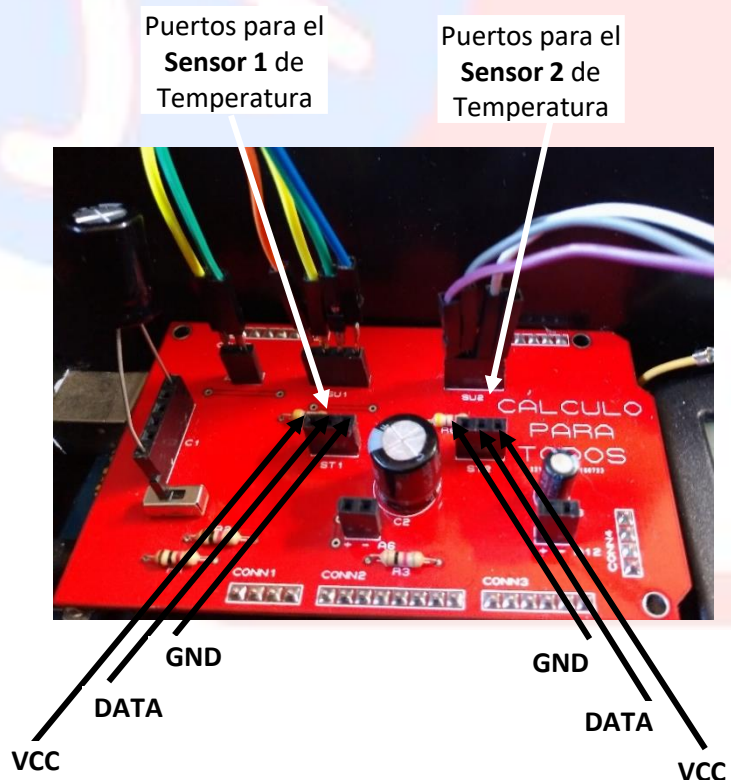 Puertos para el
Sensor 1 de
Temperatura
Puertos para el
Sensor 2 de
Temperatura
SU2
CÁLCULO
PARA
TODOS
C1
ST1
C2
R3
CONN1
CONN2
CONN3
CONN4
GND
DATA
VCC
GND
DATA
VCC